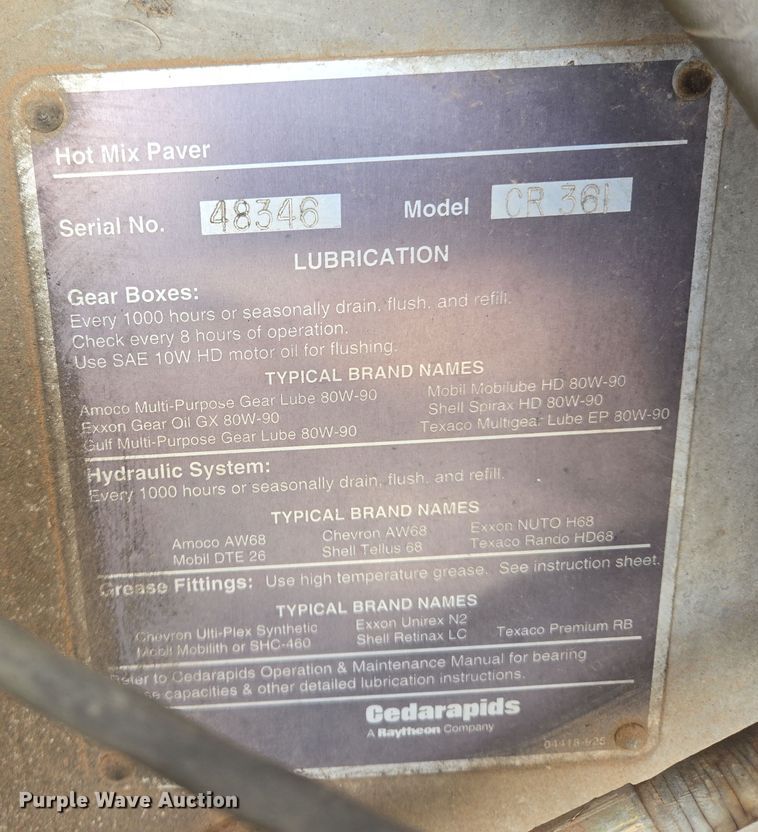 Hot Mix Paver
Serial No. 48346 Model CR 361
LUBRICATION
Gear Boxes:
Every 1000 hours or seasonally drain, flush, and refill.
Check every 8 hours of operation.
Use SAE 10W HD motor oil for flushing.
TYPICAL BRAND NAMES
Amoco Multi-Purpose Gear Lube 80W-90 Mobil Mobilube HD 80W-90
Exxon Gear Oil GX 80W-90 Shell Spirax HD 80W-90
Gulf Multi-Purpose Gear Lube 80W-90 Texaco Multigear Lube EP 80W-90
Hydraulic System:
Every 1000 hours or seasonally drain, flush, and refill.
TYPICAL BRAND NAMES
Amoco AW68 Chevron AW68 Exxon NUTO H68
Mobil DTE 26 Shell Tellus 68 Texaco Rando HD68
Grease Fittings: Use high temperature grease. See instruction sheet.
TYPICAL BRAND NAMES
Chevron Ulti-Plex Synthetic Exxon Unirex N2
Mobil Mobilith or SHC-460 Shell Retinax LC Texaco Premium RB
to Cedarapids Operation & Maintenance Manual for bearing
capacities & other detailed lubrication instructions.
Cedarapids
A Raytheon Company
Purple Wave Auction